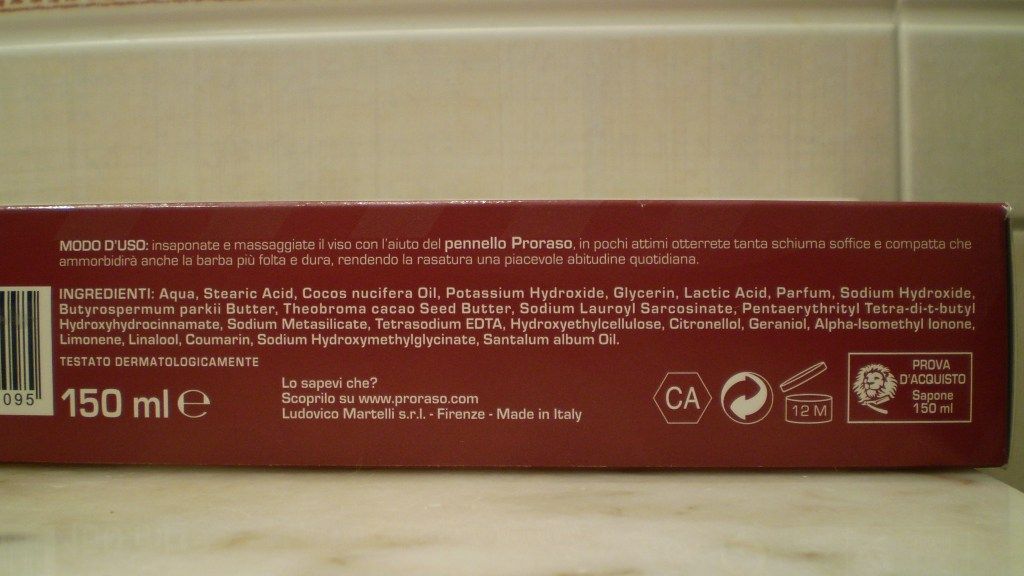 MODO D'USO: insaponate e massaggiate il viso con l'aiuto del pennello Proraso, in pochi attimi otterrete tanta schiuma soffice e compatta che
ammorbidirà anche la barba più folta e dura, rendendo la rasatura una piacevole abitudine quotidiana.
INGREDIENTI: Aqua, Stearic Acid, Cocos nucifera Oil, Potassium Hydroxide, Glycerin, Lactic Acid, Parfum, Sodium Hydroxide,
Butyrospermum parkii Butter, Theobroma cacao Seed Butter, Sodium Lauroyl Sarcosinate, Pentaerythrityl Tetra-di-t-butyl
Hydroxyhydrocinnamate, Sodium Metasilicate, Tetrasodium EDTA, Hydroxyethylcellulose, Citronellol, Geraniol, Alpha-Isomethyl Ionone,
Limonene, Linalool, Coumarin, Sodium Hydroxymethylglycinate, Santalum album Oil.
TESTATO DERMATOLOGICAMENTE
095
150 ml e
Lo sapevi che?
Scoprilo su www.proraso.com
Ludovico Martelli s.r.l. - Firenze - Made in Italy
CA
12 M
PROVA
D'ACQUISTO
Sapone
150 ml